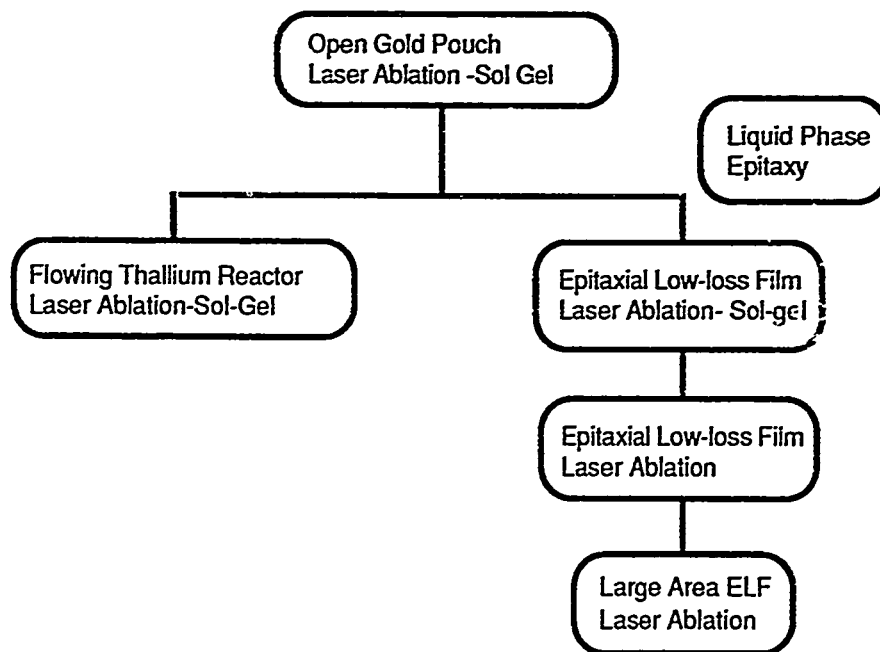 Open Gold Pouch
Laser Ablation -Sol Gel
Liquid Phase
Epitaxy
Flowing Thallium Reactor
Laser Ablation-Sol-Gel
Epitaxial Low-loss Film
Laser Ablation- Sol-gel
Epitaxial Low-loss Film
Laser Ablation
Large Area ELF
Laser Ablation